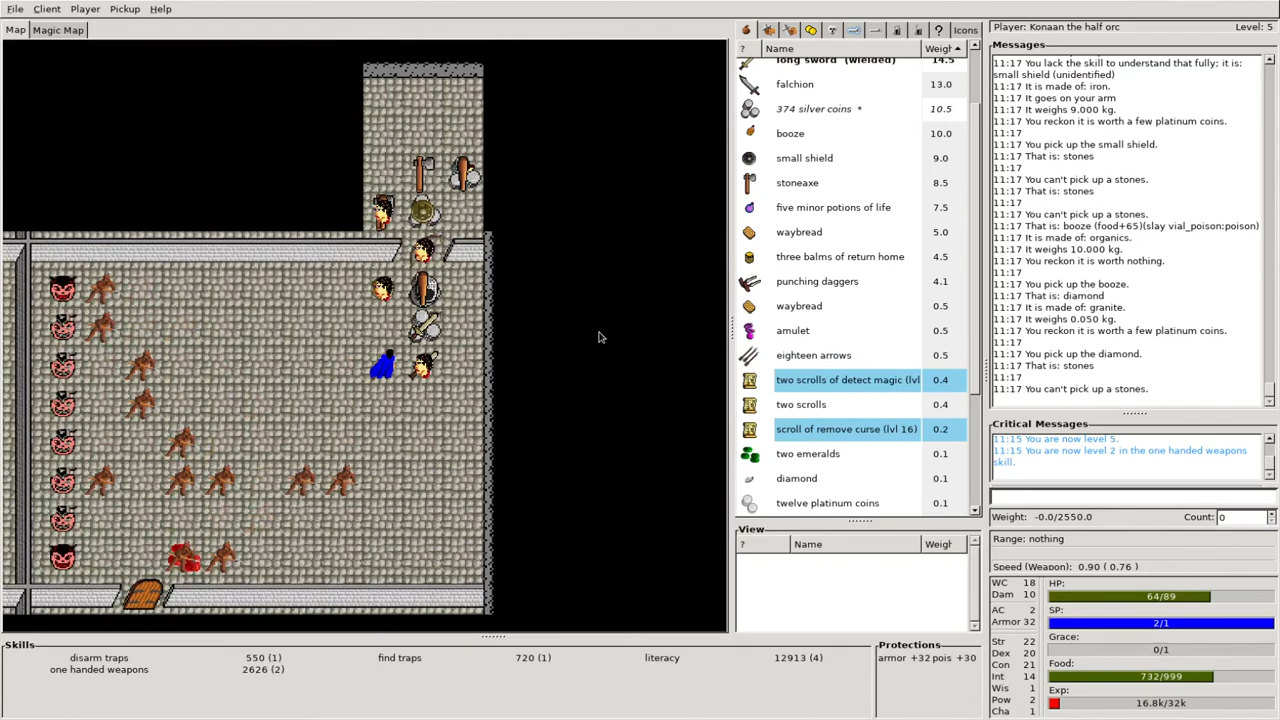 File Client Player Pickup Help
Map Magic Map
? Name Weigh
Icons
long sword (wielded) 14.5
falchion 13.0
374 silver coins * 10.5
booze 10.0
small shield 9.0
stoneaxe 8.5
five minor potions of life 7.5
waybread 5.0
three balms of return home 4.5
punching daggers 4.1
waybread 0.5
amulet 0.5
eighteen arrows 0.5
two scrolls of detect magic (lvl 0.4
two scrolls 0.4
scroll of remove curse (lvl 16) 0.2
two emeralds 0.1
diamond 0.1
twelve platinum coins 0.1
View
? Name Weigh
Player: Konaan the half orc Level: 5
Messages
11:17 You lack the skill to understand that fully; it is:
small shield (unidentified)
11:17 It is made of: iron.
11:17 It goes on your arm
11:17 It weighs 9.000 kg.
11:17 You reckon it is worth a few platinum coins.
11:17
11:17 You pick up the small shield.
11:17 That is: stones
11:17
11:17 You can't pick up a stones.
11:17 That is: stones
11:17
11:17 You can't pick up a stones.
11:17 That is: booze (food+65)(slay vial_poison:poison)
11:17 It is made of: organics.
11:17 It weighs 10.000 kg.
11:17 You reckon it is worth nothing.
11:17
11:17 You pick up the booze.
11:17 That is: diamond
11:17 It is made of: granite.
11:17 It weighs 0.050 kg.
11:17 You reckon it is worth a few platinum coins.
11:17
11:17 You pick up the diamond.
11:17 That is: stones
11:17
11:17 You can't pick up a stones.
Critical Messages
11:15 You are now level 5.
11:15 You are now level 2 in the one handed weapons
skill.
Weight: -0.0/2550.0 Count: 0
Range: nothing
Speed (Weapon): 0.90 ( 0.76 )
WC 18
Dam 10
AC 2
Armor 32
Str 22
Dex 20
Con 21
Int 14
Wis 1
Pow 2
Cha 1
HP:
64/89
SP:
2/1
Grace:
0/1
Food:
732/999
Exp:
16.8k/32k
Skills
disarm traps 550 (1) find traps 720 (1) literacy 12913 (4)
one handed weapons 2626 (2)
Protections
armor +32 pois +30